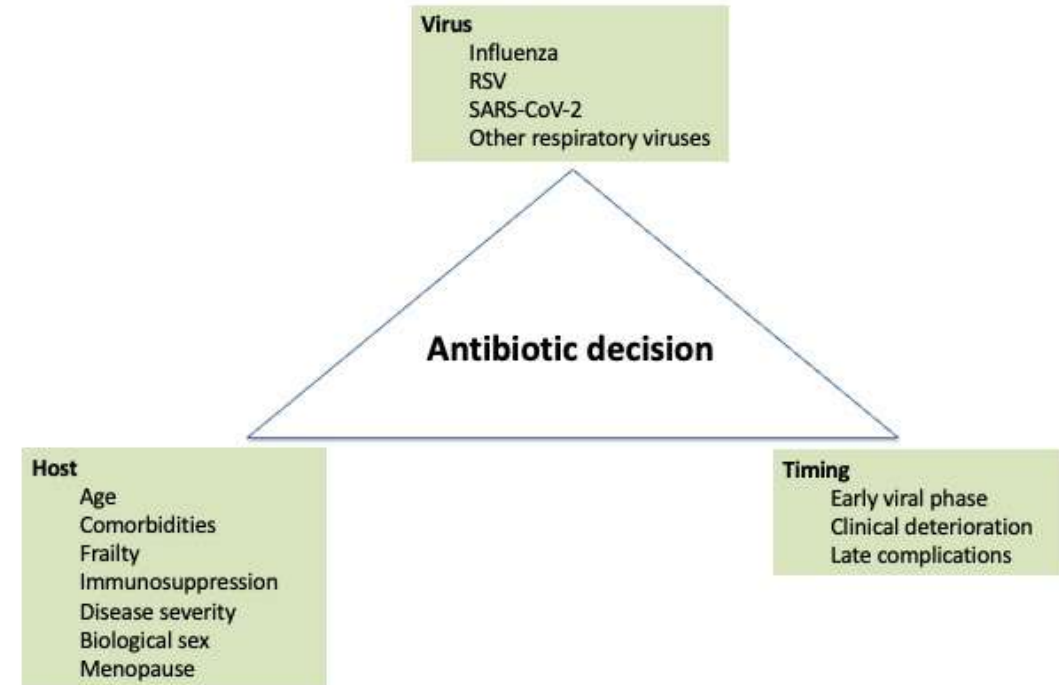 Virus
Influenza
RSV
SARS-CoV-2
Other respiratory viruses
Antibiotic decision
Host
Age
Comorbidities
Frailty
Immunosuppression
Disease severity
Biological sex
Menopause
Timing
Early viral phase
Clinical deterioration
Late complications